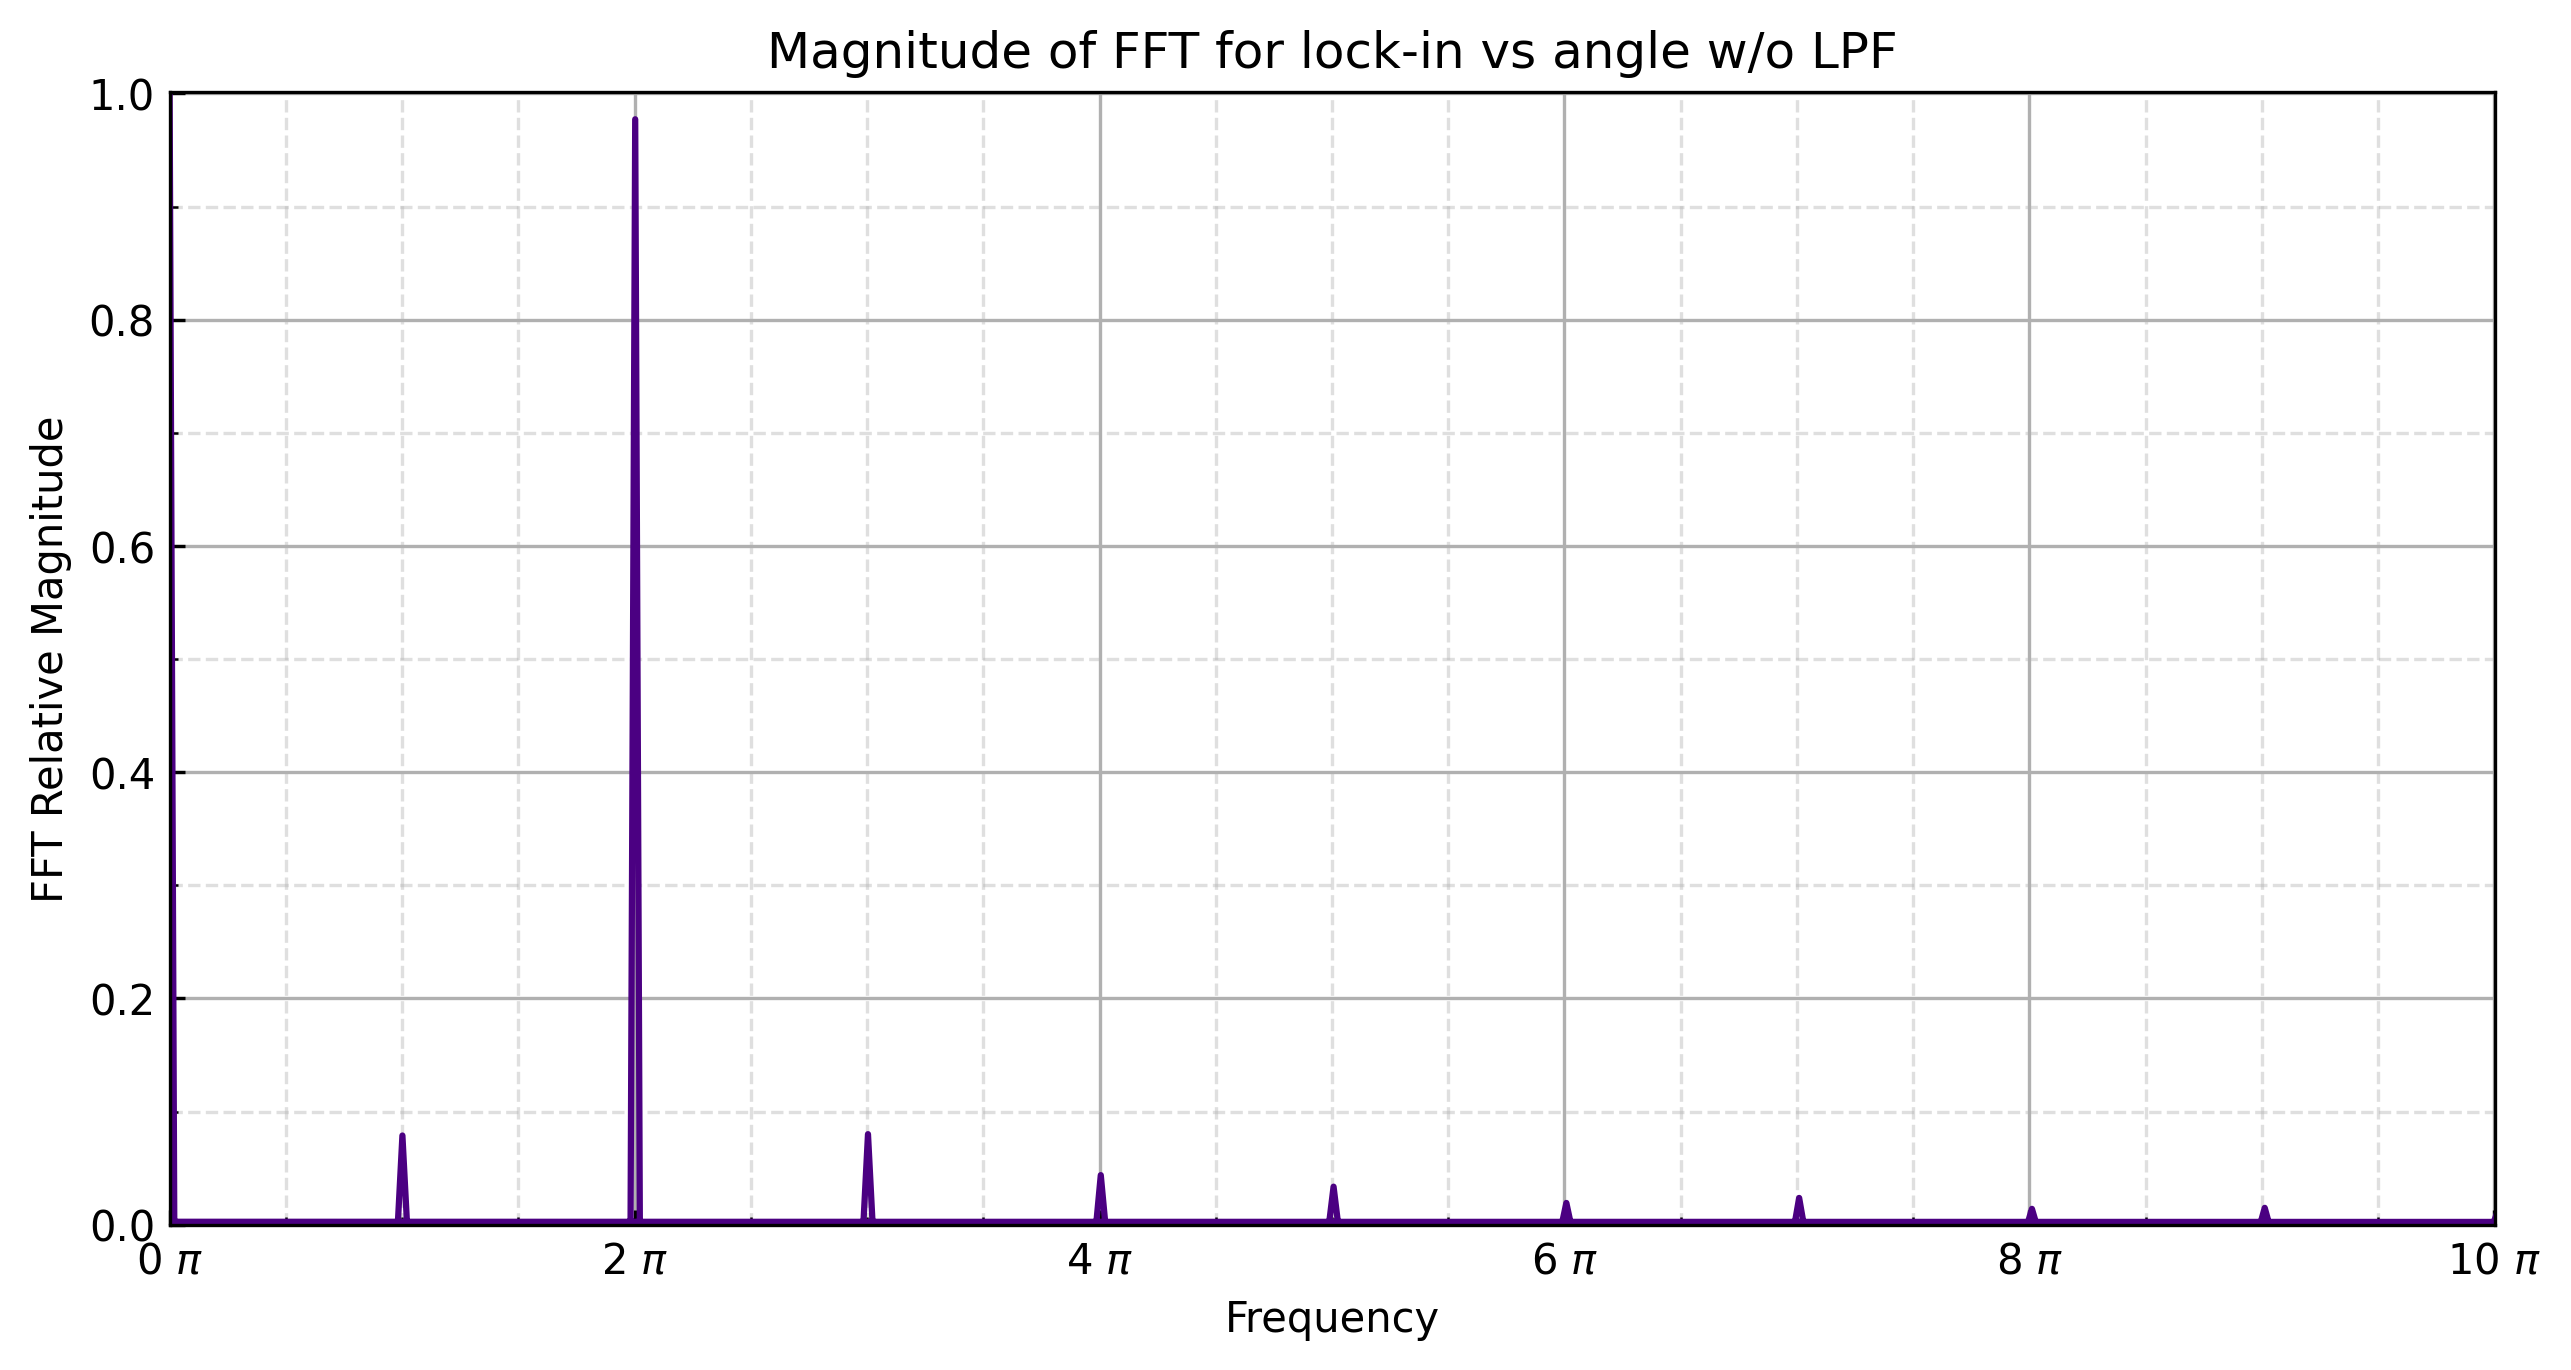 Magnitude of FFT for lock-in vs angle w/o LPF
1.0
0.8
0.6
0.4
0.2
0.0
FFT Relative Magnitude
0 π 2 π 4 π 6 π 8 π 10 π
Frequency